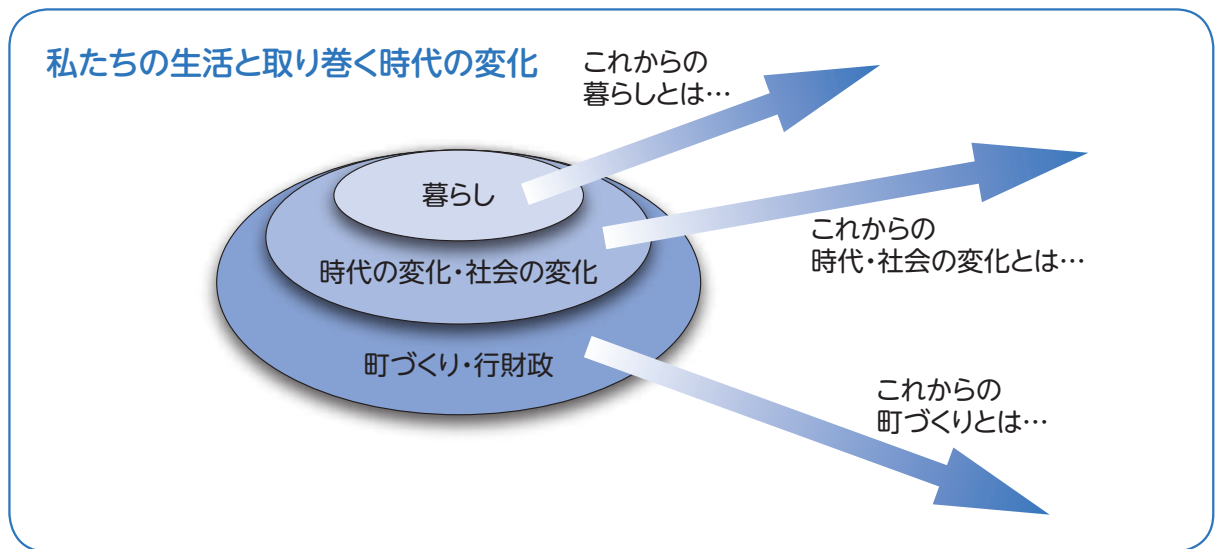 私たちの生活と取り巻く時代の変化
これからの
暮らしとは…
暮らし
これからの
時代・社会の変化とは…
時代の変化・社会の変化
町づくり・行財政
これからの
町づくりとは…